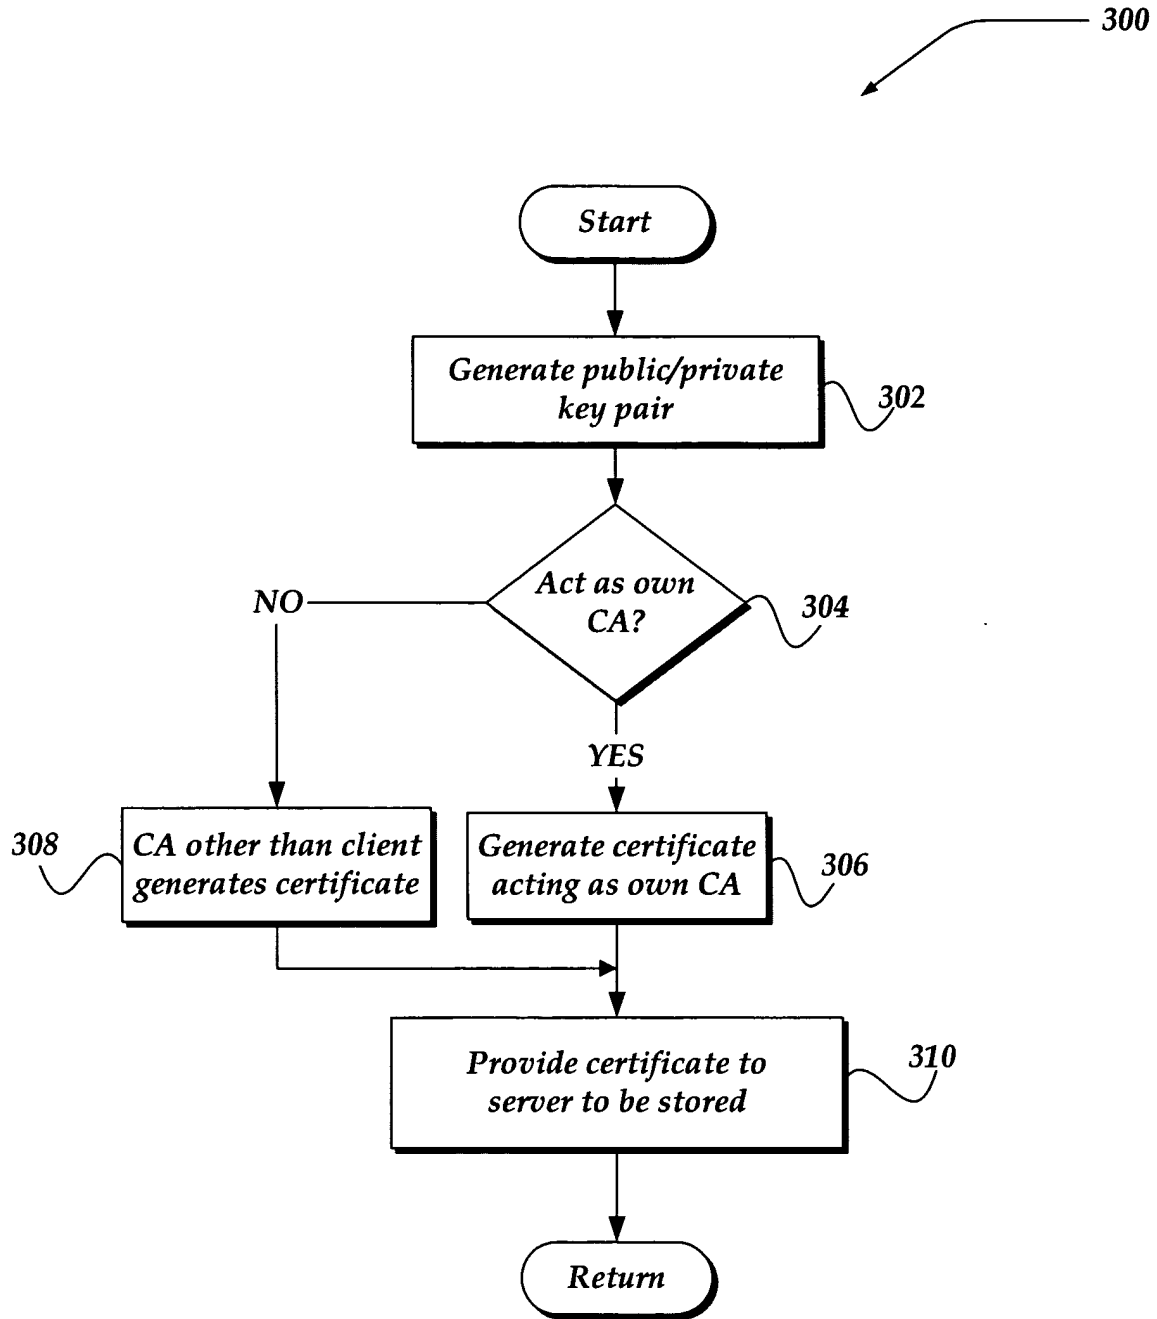 300
Start
Generate public/private
key pair
302
Act as own
CA?
304
NO
YES
308
CA other than client
generates certificate
Generate certificate
acting as own CA
306
Provide certificate to
server to be stored
310
Return